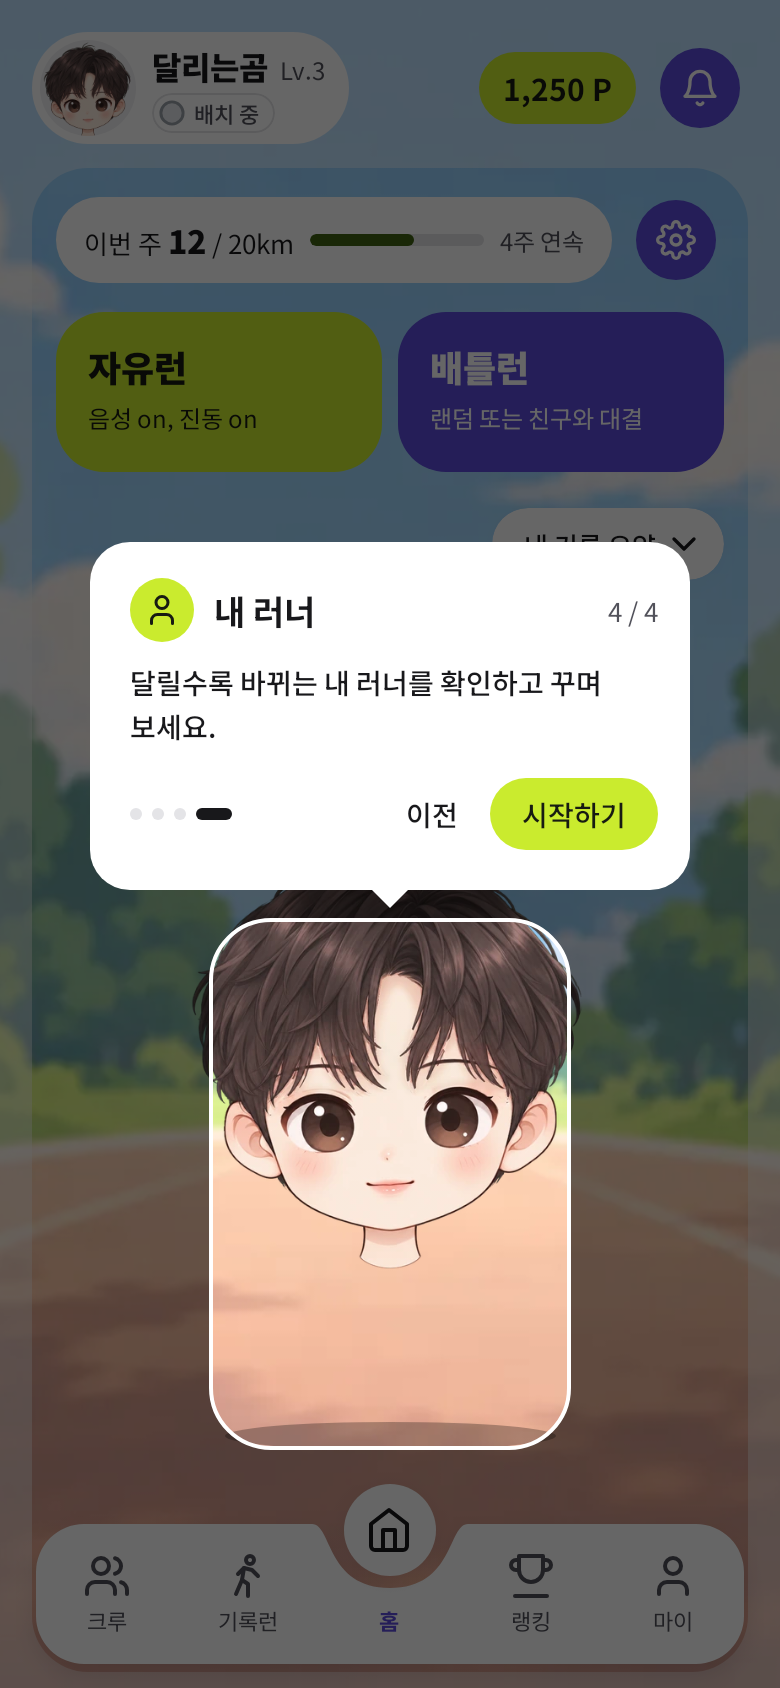 달리는곰 Lv.3
배치 중
1,250 P
이번 주 12 / 20km
4주 연속
자유런
음성 on, 진동 on
배틀런
랜덤 또는 친구와 대결
내 러너
4 / 4
달릴수록 바뀌는 내 러너를 확인하고 꾸며
보세요.
이전
시작하기
크루
기록런
홈
랭킹
마이